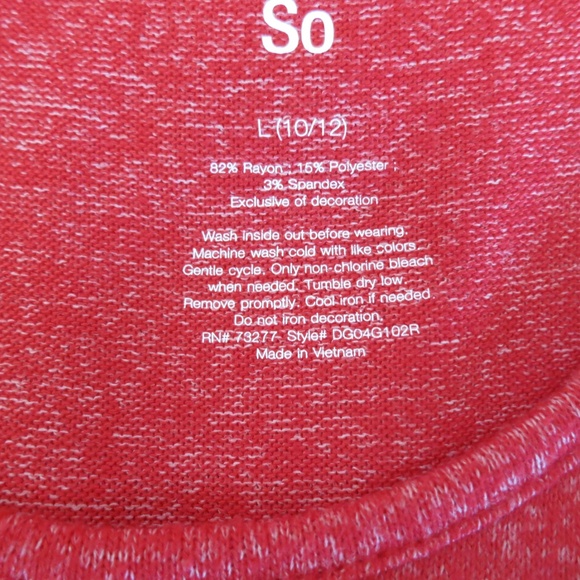 So
L (10/12)
82% Rayon ; 15% Polyester ;
3% Spandex
Exclusive of decoration
Wash inside out before wearing.
Machine wash cold with like colors.
Gentle cycle. Only non-chlorine bleach
when needed. Tumble dry low.
Remove promptly. Cool iron if needed.
Do not iron decoration.
RN# 73277 Style# DG04G102R
Made in Vietnam